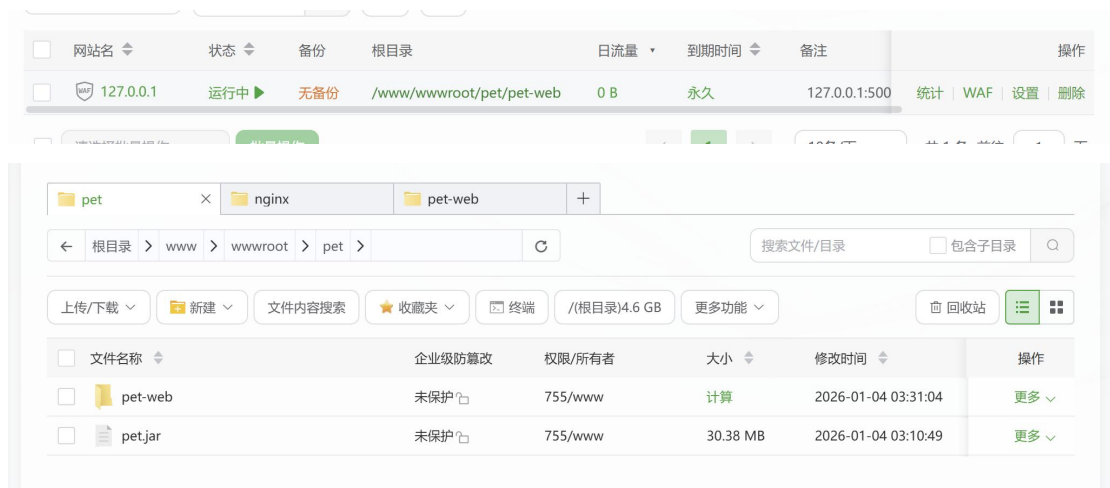 网站名 状态 备份 根目录 日流量 到期时间 备注 操作
WAF 127.0.0.1 运行中 无备份 /www/wwwroot/pet/pet-web 0 B 永久 127.0.0.1:500 统计 | WAF | 设置 | 删除
pet nginx pet-web
根目录 www wwwroot pet 搜索文件/目录 包含子目录
上传/下载 新建 文件内容搜索 收藏夹 终端 /(根目录)4.6 GB 更多功能 回收站
文件名称 企业级防篡改 权限/所有者 大小 修改时间 操作
pet-web 未保护 755/www 计算 2026-01-04 03:31:04 更多
pet.jar 未保护 755/www 30.38 MB 2026-01-04 03:10:49 更多